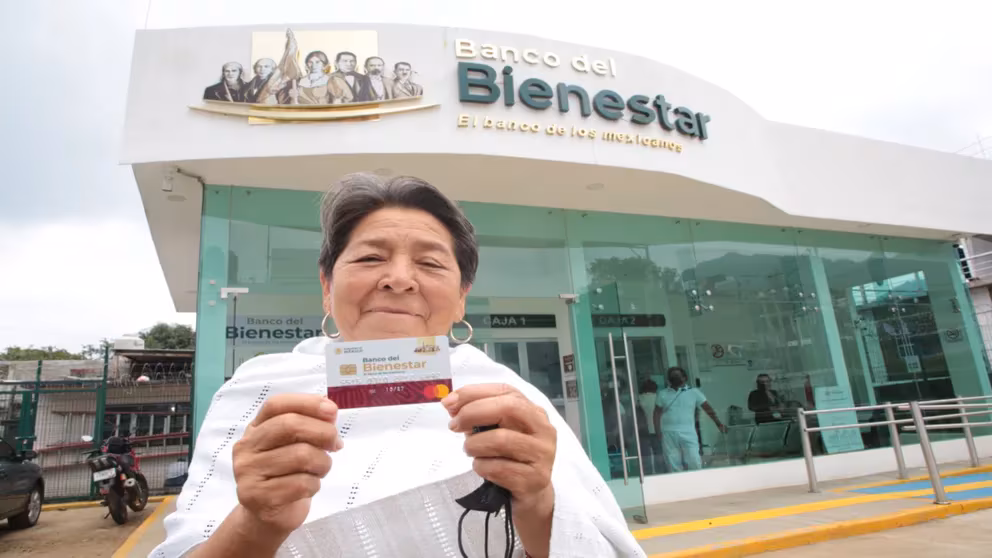 Banco del
Bienestar
El banco de los mexicanos
Banco del
Bienestar
CAJA 1
CAJA 2
Banco del
Bienestar